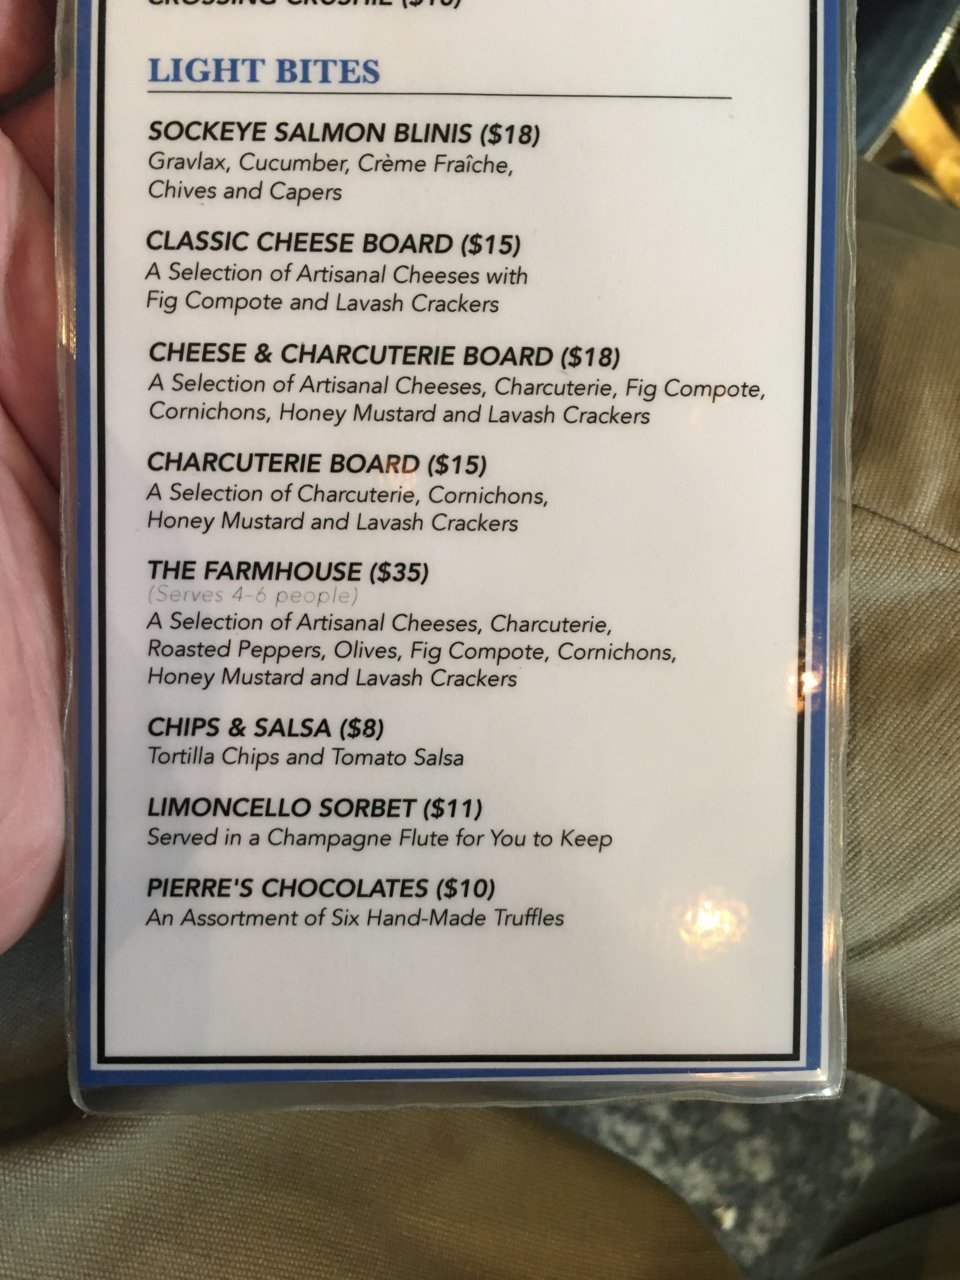 CROSSING CRUSHIE ($16)
LIGHT BITES
SOCKEYE SALMON BLINIS ($18)
Gravlax, Cucumber, Crème Fraîche,
Chives and Capers
CLASSIC CHEESE BOARD ($15)
A Selection of Artisanal Cheeses with
Fig Compote and Lavash Crackers
CHEESE & CHARCUTERIE BOARD ($18)
A Selection of Artisanal Cheeses, Charcuterie, Fig Compote,
Cornichons, Honey Mustard and Lavash Crackers
CHARCUTERIE BOARD ($15)
A Selection of Charcuterie, Cornichons,
Honey Mustard and Lavash Crackers
THE FARMHOUSE ($35)
(Serves 4-6 people)
A Selection of Artisanal Cheeses, Charcuterie,
Roasted Peppers, Olives, Fig Compote, Cornichons,
Honey Mustard and Lavash Crackers
CHIPS & SALSA ($8)
Tortilla Chips and Tomato Salsa
LIMONCELLO SORBET ($11)
Served in a Champagne Flute for You to Keep
PIERRE'S CHOCOLATES ($10)
An Assortment of Six Hand-Made Truffles